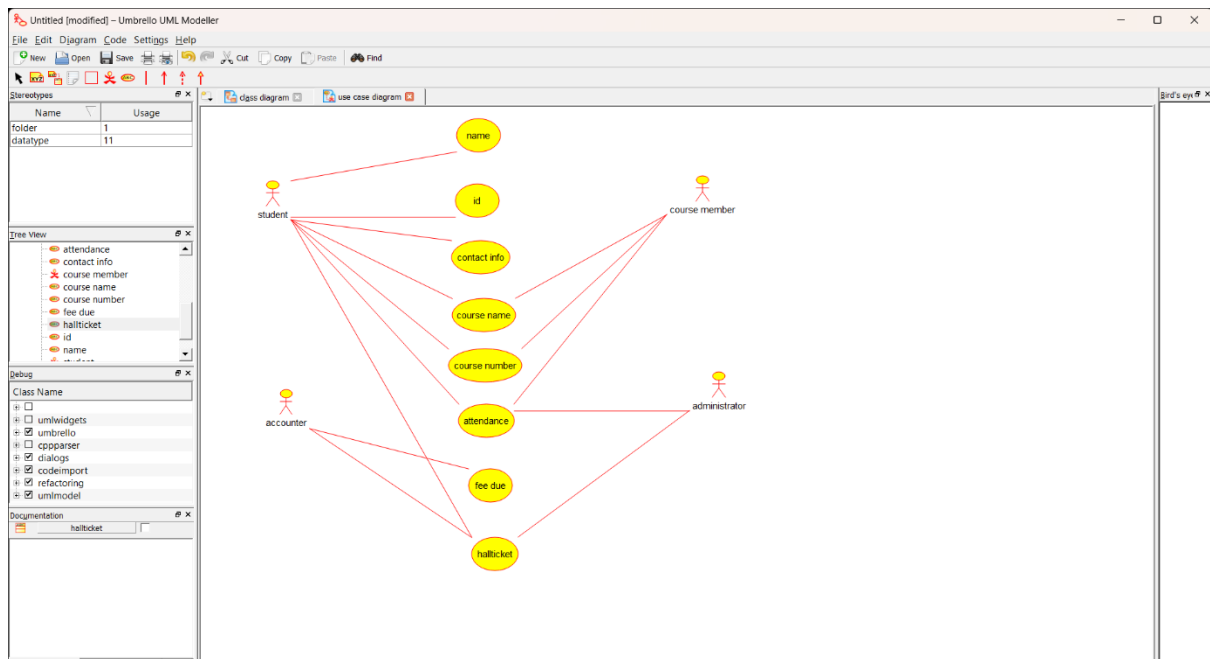 Untitled [modified] – Umbrello UML Modeller
File Edit Diagram Code Settings Help
New Open Save Cut Copy Paste Find
Stereotypes
Name Usage
folder 1
datatype 11
Tree View
attendance
contact info
course member
course name
course number
fee due
hallticket
id
name
Debug
Class Name
umlwidgets
umbrello
cppparser
dialogs
codeimport
refactoring
umlmodel
Documentation
hallticket
class diagram use case diagram
Bird's eye
name
id
student
course member
contact info
course name
course number
administrator
accounter
attendance
fee due
hallticket